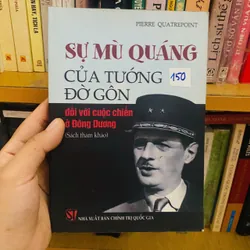 PIERRE QUATREPOINT
SỰ MÙ QUÁNG
CỦA TƯỚNG
ĐỜ GÔN
150
đối với cuộc chiến
ở Đông Dương
(Sách tham khảo)
NHÀ XUẤT BẢN CHÍNH TRỊ QUỐC GIA